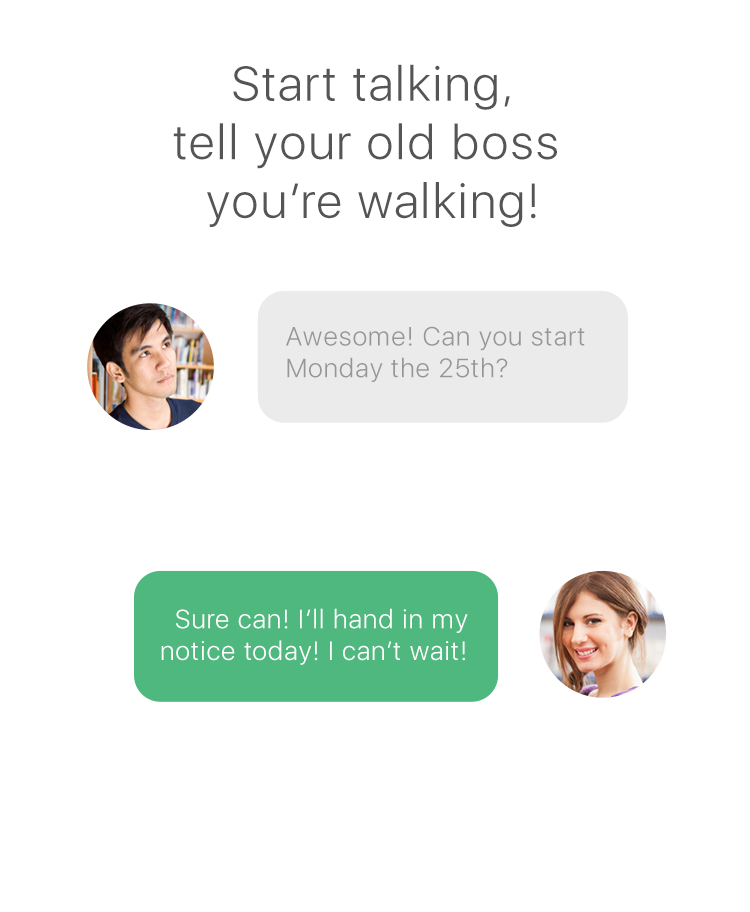 Start talking,
tell your old boss
you’re walking!
Awesome! Can you start
Monday the 25th?
Sure can! I’ll hand in my
notice today! I can’t wait!